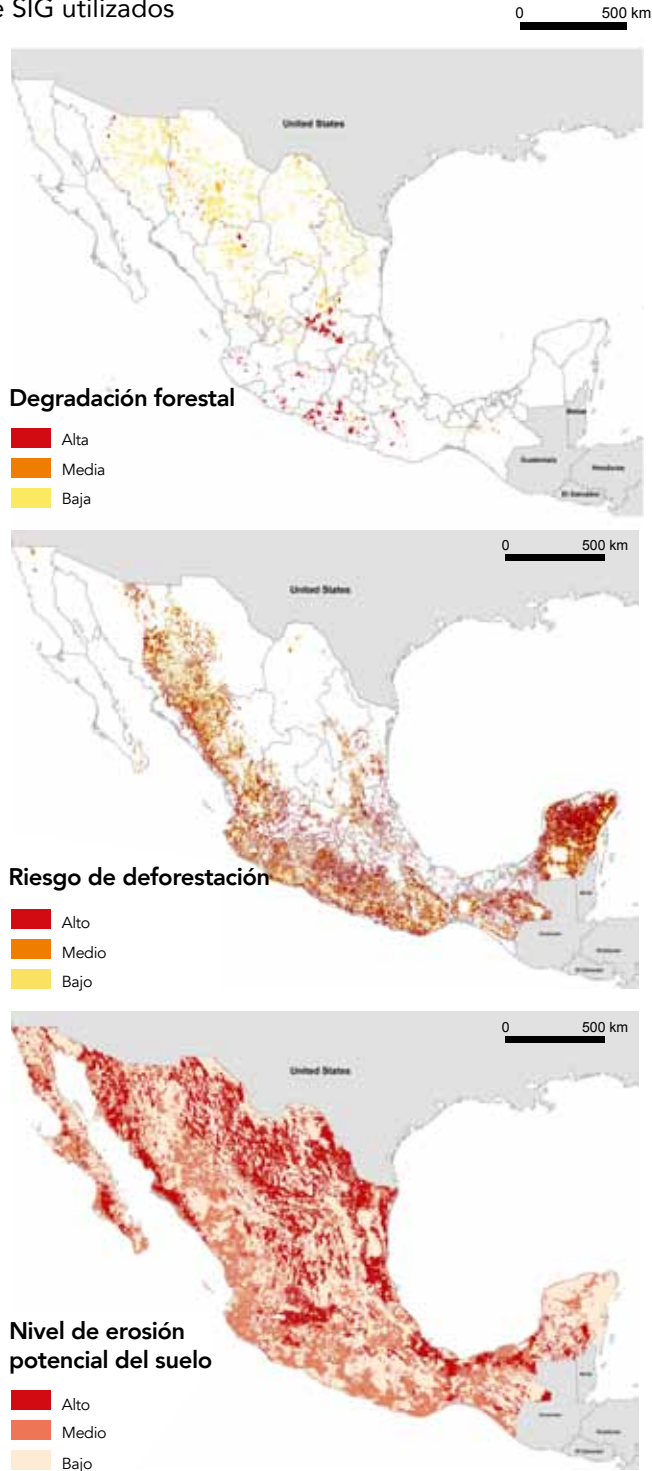 e SIG utilizados
0 500 km
United States
Belize
Guatemala
Honduras
El Salvador
Degradación forestal
Alta
Media
Baja
0 500 km
United States
Riesgo de deforestación
Alto
Medio
Bajo
0 500 km
United States
Nivel de erosión
potencial del suelo
Alto
Medio
Bajo